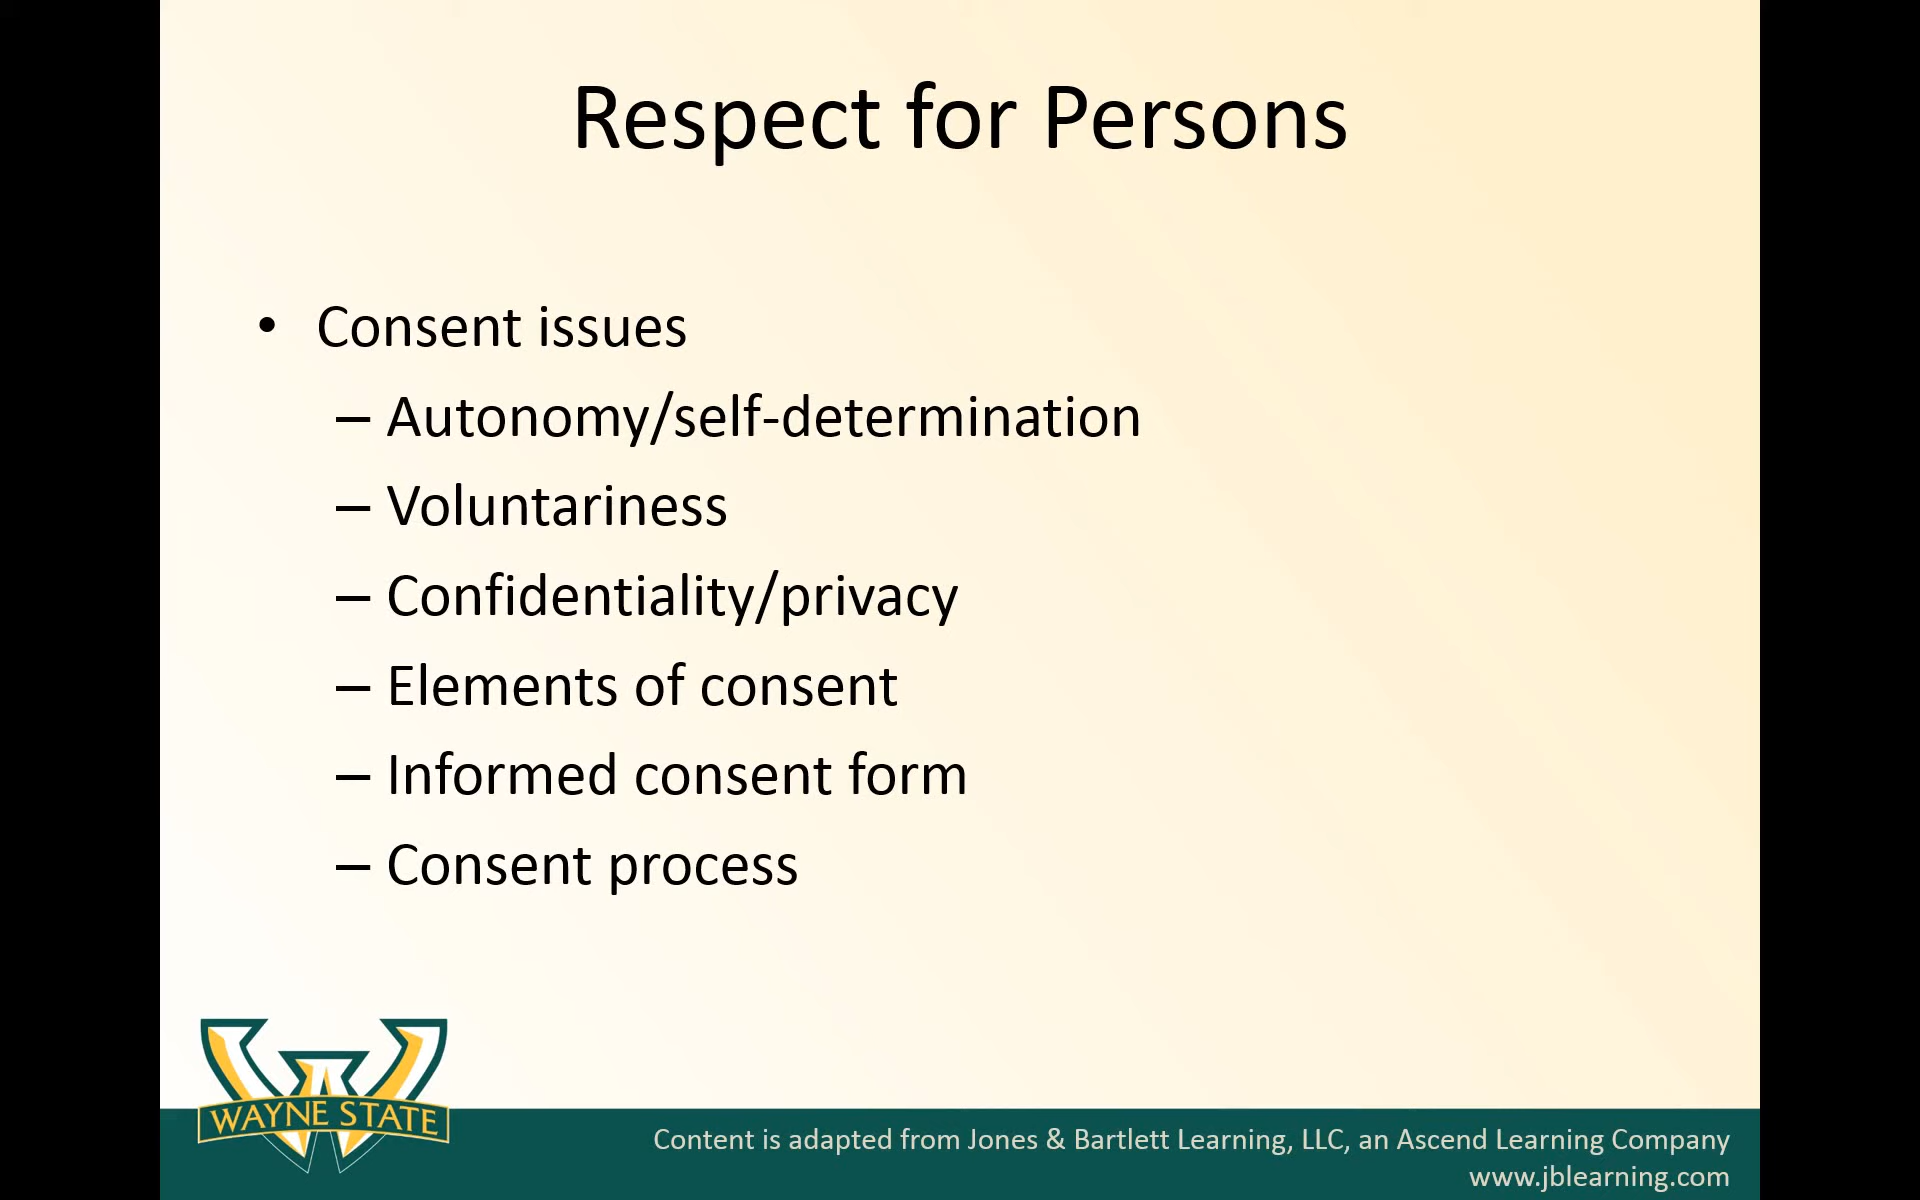 Respect for Persons
• Consent issues
– Autonomy/self-determination
– Voluntariness
– Confidentiality/privacy
– Elements of consent
– Informed consent form
– Consent process
WAYNE STATE
Content is adapted from Jones & Bartlett Learning, LLC, an Ascend Learning Company
www.jblearning.com